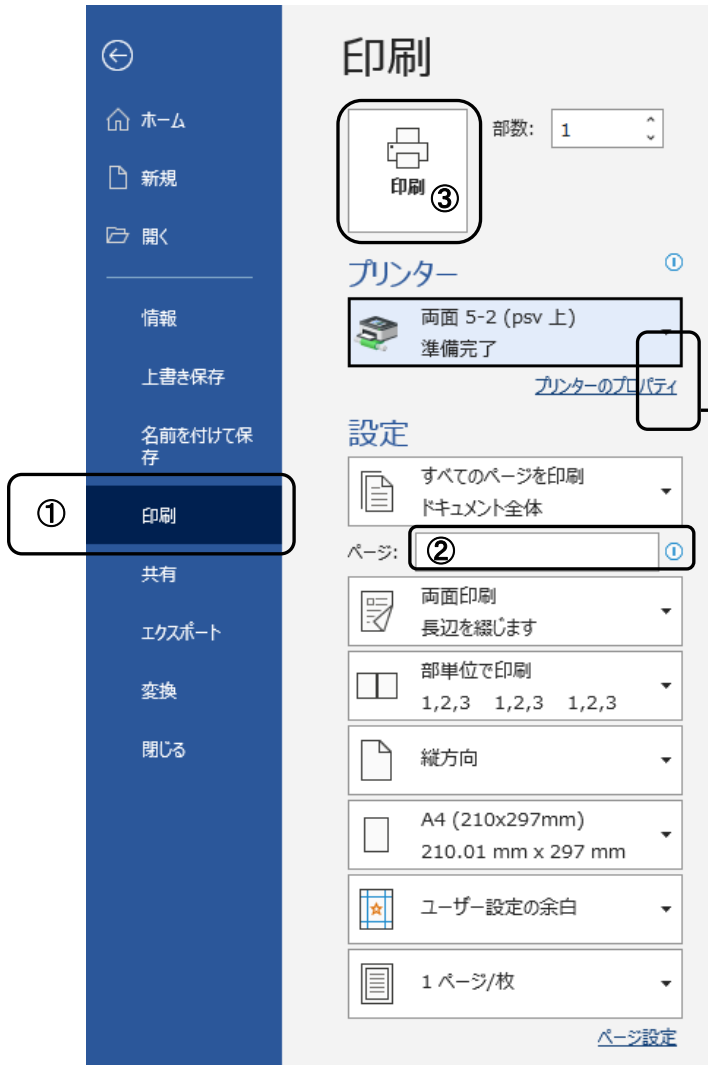 ホーム
新規
開く
情報
上書き保存
名前を付けて保
存
①
印刷
共有
エクスポート
変換
閉じる
印刷
印刷
③
部数: 1
プリンター
両面 5-2 (psv 上)
準備完了
プリンターのプロパティ
設定
すべてのページを印刷
ドキュメント全体
ページ: ②
両面印刷
長辺を綴じます
部単位で印刷
1,2,3 1,2,3 1,2,3
縦方向
A4 (210x297mm)
210.01 mm x 297 mm
ユーザー設定の余白
1 ページ/枚
ページ設定